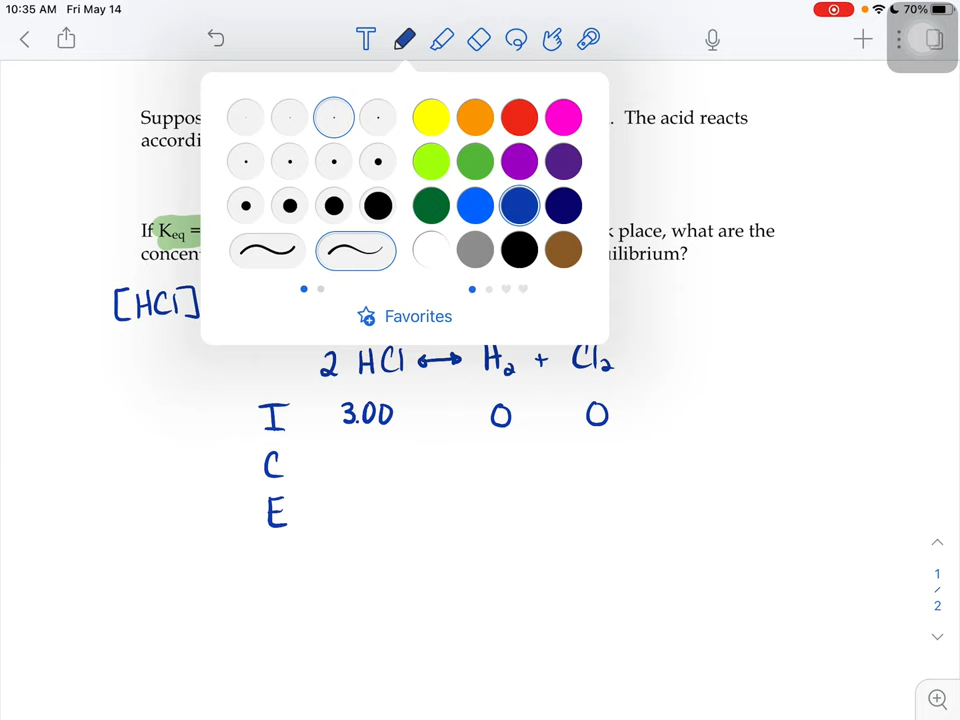 10:35 AM Fri May 14 70%
T
Suppos . The acid reacts
accordi
If Keq = k place, what are the
concen uilibrium?
[HCl]
Favorites
2 HCl ↔ H₂ + Cl₂
I 3.00 0 0
C
E
1
/
2